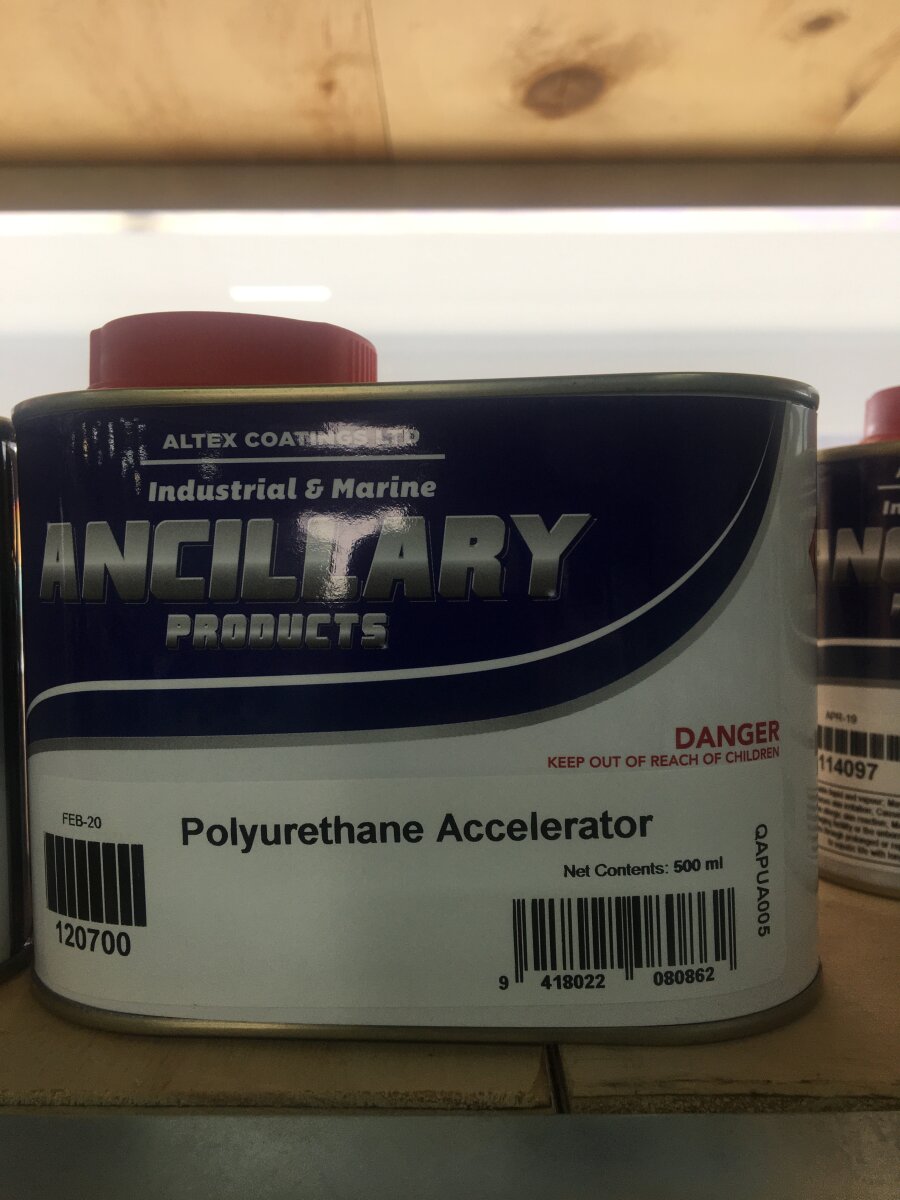 ALTEX COATINGS LTD
Industrial & Marine
ANCILLARY
PRODUCTS
DANGER
KEEP OUT OF REACH OF CHILDREN
FEB-20
Polyurethane Accelerator
Net Contents: 500 ml
120700
QAPUA005
9 418022 080862
APR-19
114097